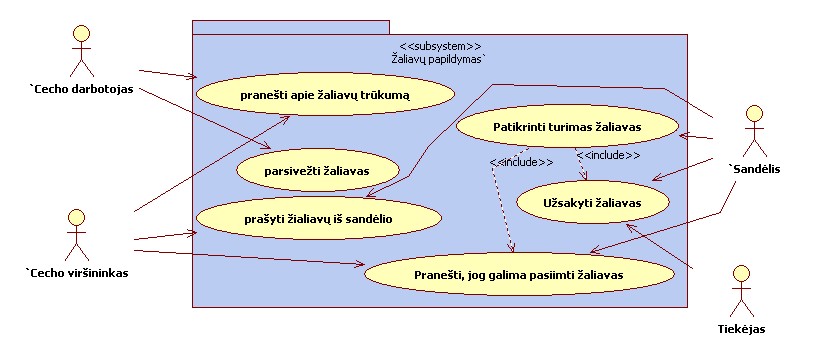 <<subsystem>>
Žaliavų papildymas`
`Cecho darbotojas
pranešti apie žaliavų trūkumą
Patikrinti turimas žaliavas
<<include>>
<<include>>
parsivežti žaliavas
`Sandėlis
Užsakyti žaliavas
prašyti žialiavų iš sandėlio
`Cecho viršininkas
Pranešti, jog galima pasiimti žaliavas
Tiekėjas